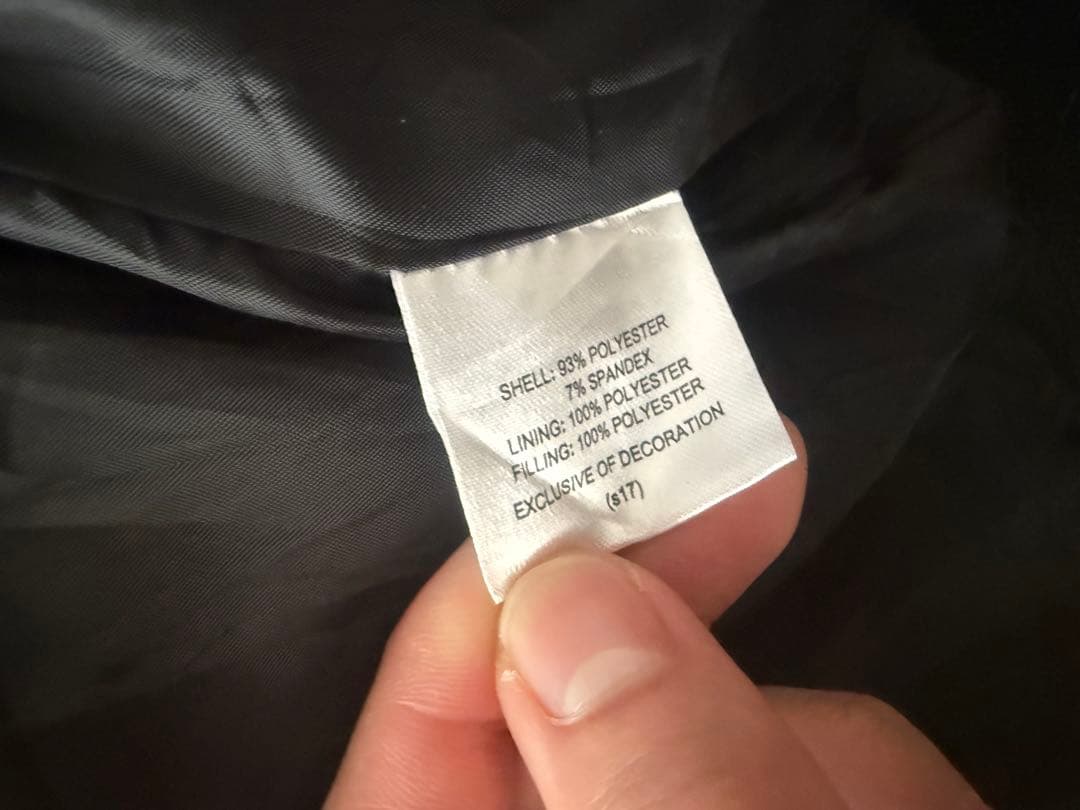 SHELL: 93% POLYESTER
7% SPANDEX
LINING: 100% POLYESTER
FILLING: 100% POLYESTER
EXCLUSIVE OF DECORATION
(s17)